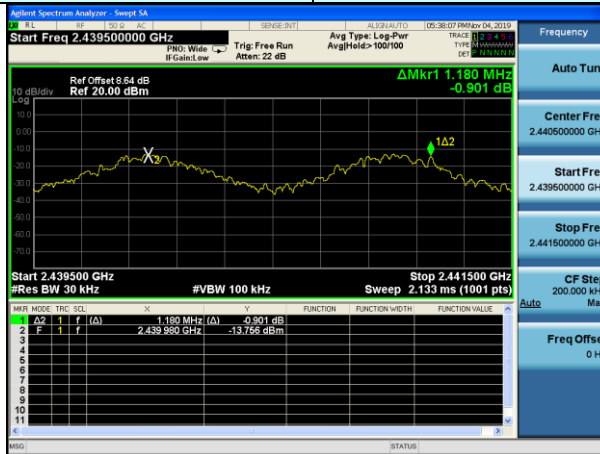 Agilent Spectrum Analyzer - Swept SA
RL RF 50 Ω AC SENSE:INT ALIGNAUTO 05:38:07 PM Nov 04, 2019
Start Freq 2.439500000 GHz
PNO: Wide
IFGain:Low
Trig: Free Run
Atten: 22 dB
Avg Type: Log-Pwr
Avg|Hold:>100/100
TRACE 1 2 3 4 5 6
TYPE M WWWWW
DET P NNNNN
Ref Offset 8.64 dB
10 dB/div Ref 20.00 dBm
Log
ΔMkr1 1.180 MHz
-0.901 dB
10.0
0.00
-10.0
-20.0
-30.0
-40.0
-50.0
-60.0
-70.0
X2
1Δ2
Start 2.439500 GHz Stop 2.441500 GHz
#Res BW 30 kHz #VBW 100 kHz Sweep 2.133 ms (1001 pts)
MKR MODE TRC SCL X Y FUNCTION FUNCTION WIDTH FUNCTION VALUE
1 Δ2 1 f (Δ) 1.180 MHz (Δ) -0.901 dB
2 F 1 f 2.439 980 GHz -13.756 dBm
3
4
5
6
7
8
9
10
11
MSG STATUS
Frequency
Auto Tun
Center Fre
2.440500000 GH
Start Fre
2.439500000 GH
Stop Fre
2.441500000 GH
CF Ste
200.000 kH
Auto Ma
Freq Offse
0 H